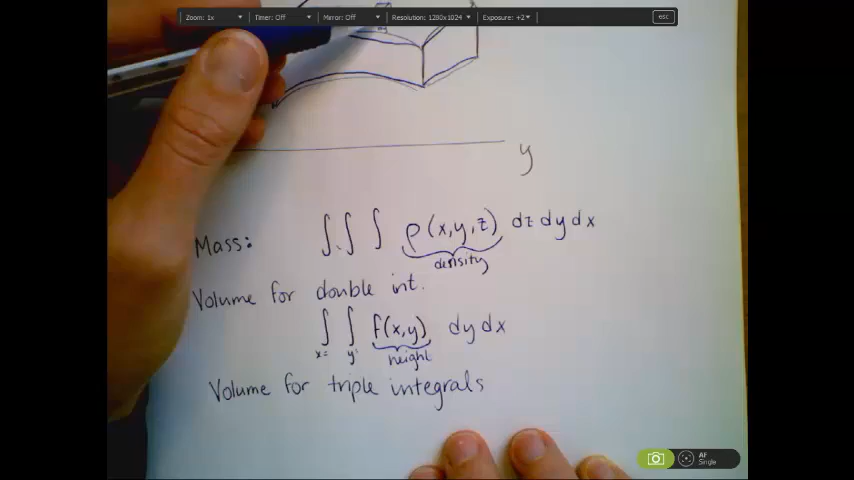 Zoom: 1x Timer: Off Mirror: Off Resolution: 1280x1024 Exposure: +2 esc
y
Mass: ∫∫∫ ρ(x,y,z) dz dy dx
density
Volume for double int.
∫∫ f(x,y) dy dx
x= y' height
Volume for triple integrals
AF
Single